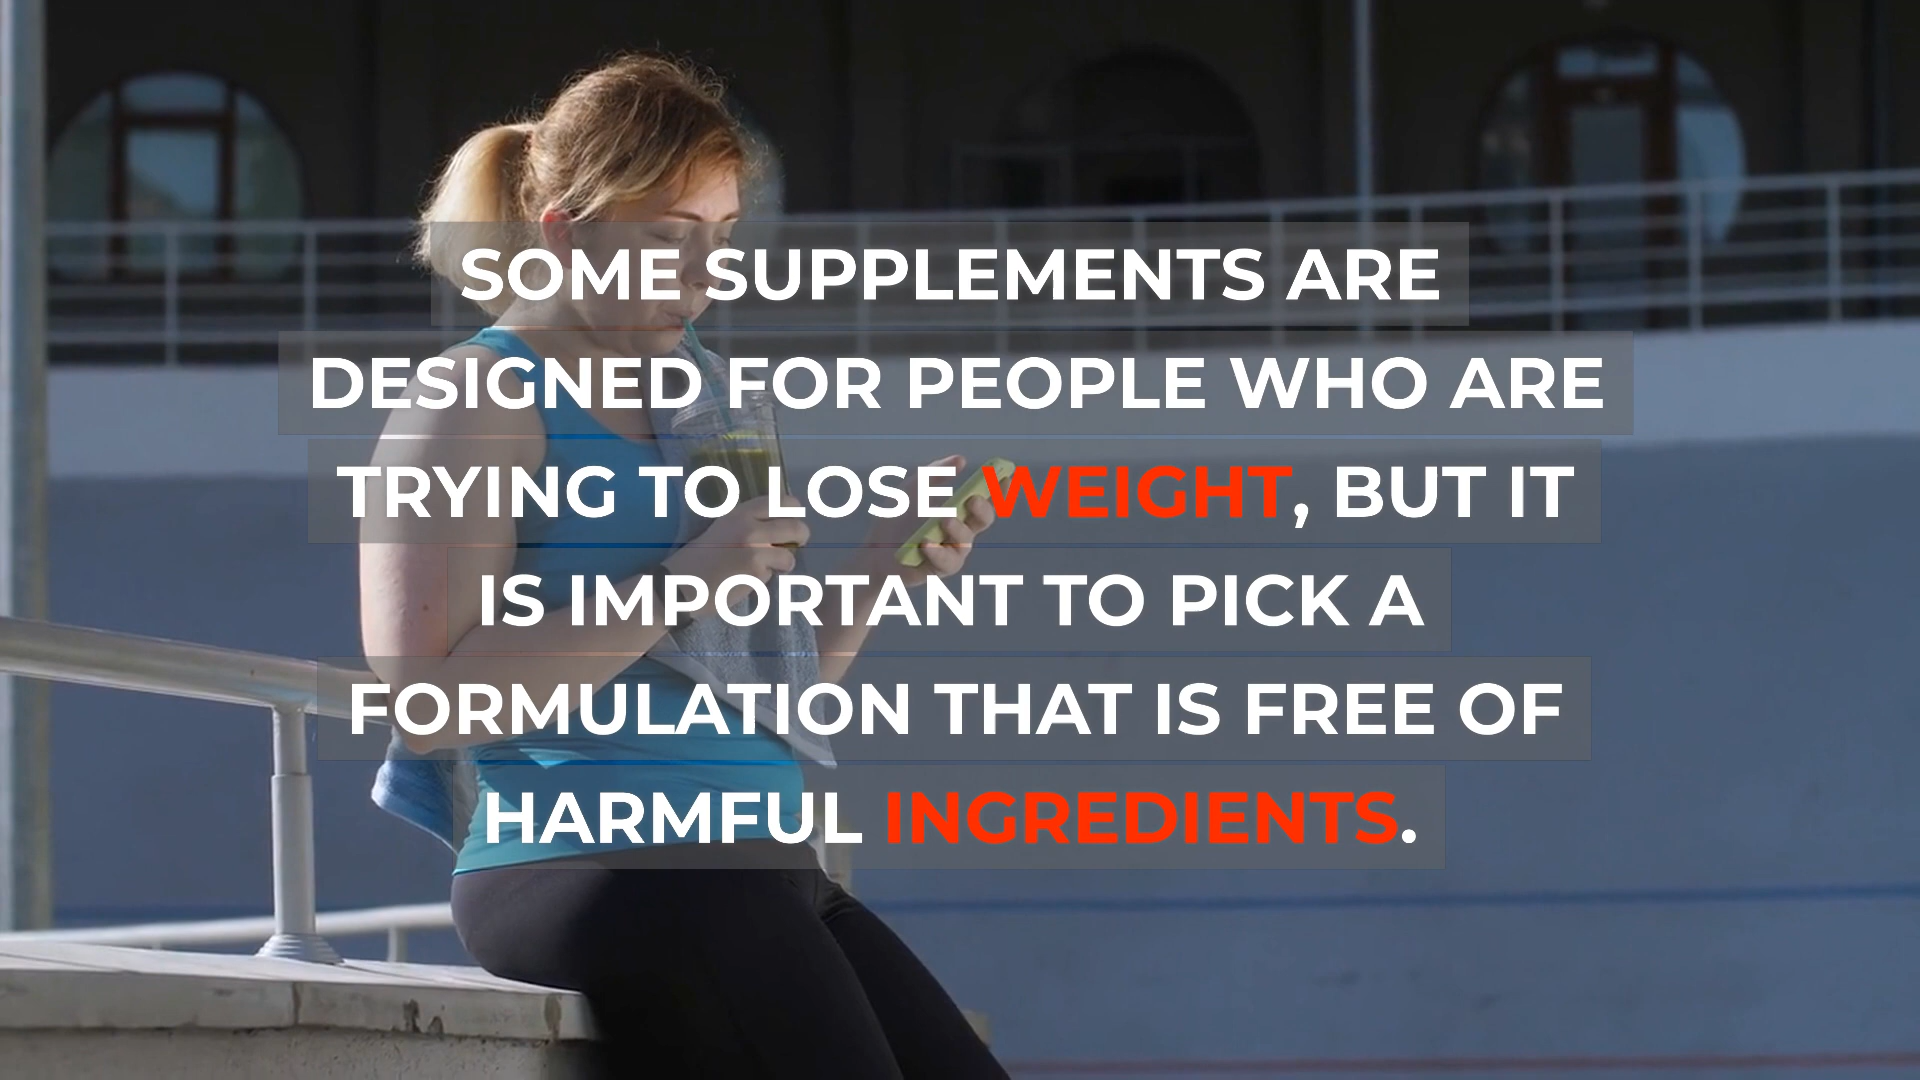 SOME SUPPLEMENTS ARE
DESIGNED FOR PEOPLE WHO ARE
TRYING TO LOSE WEIGHT, BUT IT
IS IMPORTANT TO PICK A
FORMULATION THAT IS FREE OF
HARMFUL INGREDIENTS.